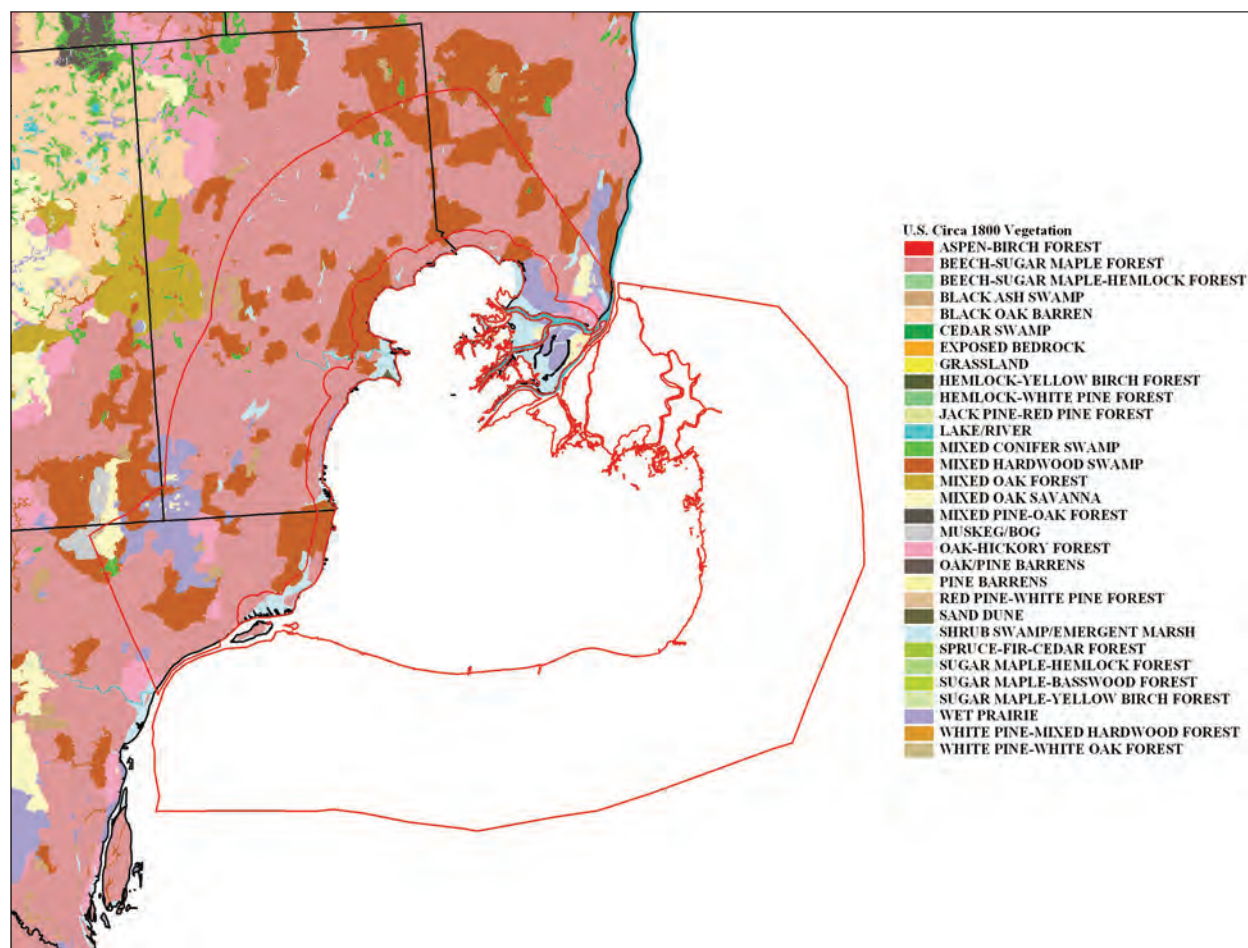 U.S. Circa 1800 Vegetation
ASPEN-BIRCH FOREST
BEECH-SUGAR MAPLE FOREST
BEECH-SUGAR MAPLE-HEMLOCK FOREST
BLACK ASH SWAMP
BLACK OAK BARREN
CEDAR SWAMP
EXPOSED BEDROCK
GRASSLAND
HEMLOCK-YELLOW BIRCH FOREST
HEMLOCK-WHITE PINE FOREST
JACK PINE-RED PINE FOREST
LAKE/RIVER
MIXED CONIFER SWAMP
MIXED HARDWOOD SWAMP
MIXED OAK FOREST
MIXED OAK SAVANNA
MIXED PINE-OAK FOREST
MUSKEG/BOG
OAK-HICKORY FOREST
OAK/PINE BARRENS
PINE BARRENS
RED PINE-WHITE PINE FOREST
SAND DUNE
SHRUB SWAMP/EMERGENT MARSH
SPRUCE-FIR-CEDAR FOREST
SUGAR MAPLE-HEMLOCK FOREST
SUGAR MAPLE-BASSWOOD FOREST
SUGAR MAPLE-YELLOW BIRCH FOREST
WET PRAIRIE
WHITE PINE-MIXED HARDWOOD FOREST
WHITE PINE-WHITE OAK FOREST